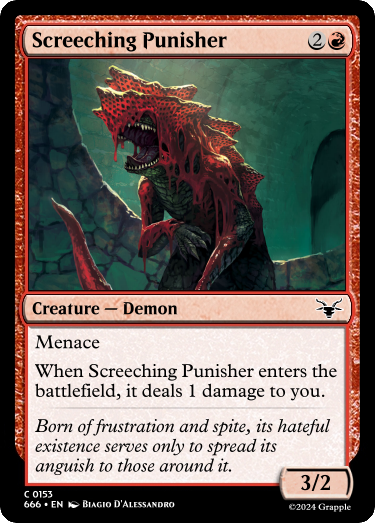 Screeching Punisher 2
Creature — Demon
Menace
When Screeching Punisher enters the
battlefield, it deals 1 damage to you.
Born of frustration and spite, its hateful
existence serves only to spread its
anguish to those around it.
3/2
C 0153
666 • EN Biagio D'Alessandro
©2024 Grapple